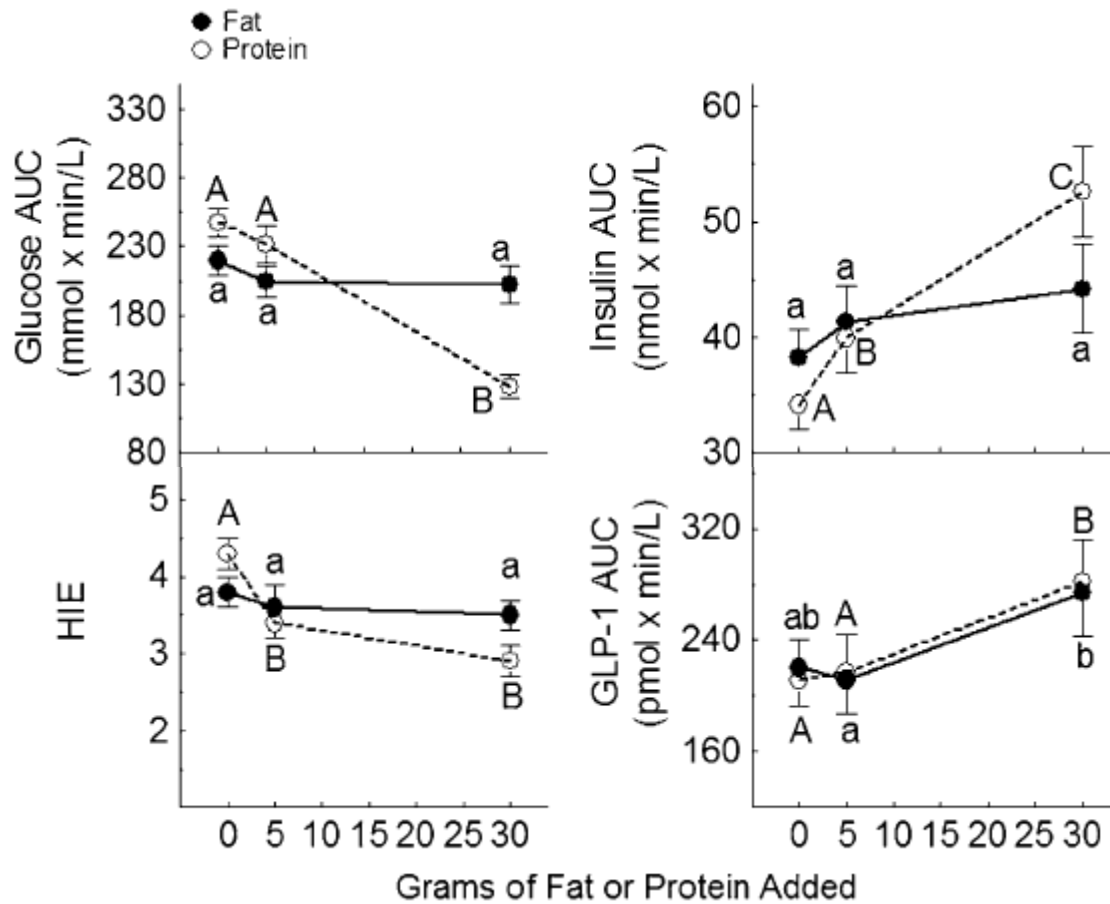 Fat
Protein
Glucose AUC
(mmol x min/L)
330
280
230
180
130
80
A
A
a
a
a
B
Insulin AUC
(nmol x min/L)
60
50
40
30
a
a
C
B
A
a
HIE
5
4
3
2
A
a
a
a
B
B
GLP-1 AUC
(pmol x min/L)
320
240
160
ab
A
B
A
a
b
0 5 10 15 20 25 30
0 5 10 15 20 25 30
Grams of Fat or Protein Added